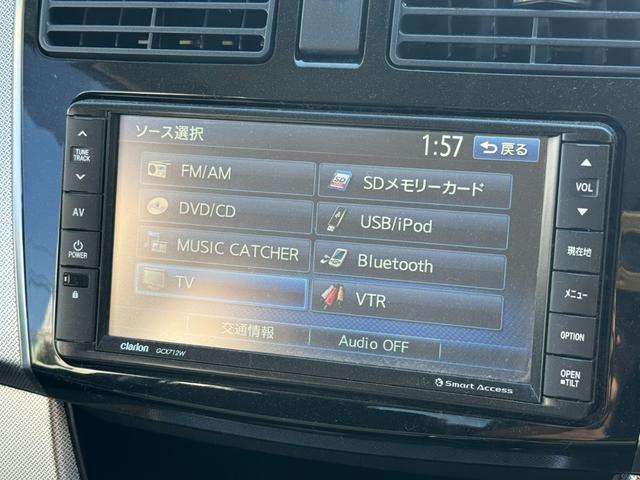 ソース選択
1:57
戻る
FM/AM
SDメモリーカード
DVD/CD
USB/iPod
MUSIC CATCHER
Bluetooth
TV
VTR
交通情報
Audio OFF
TUNE
TRACK
AV
POWER
VOL
現在地
メニュー
OPTION
OPEN
TILT
clarion
GCX712W
Smart Access
SD